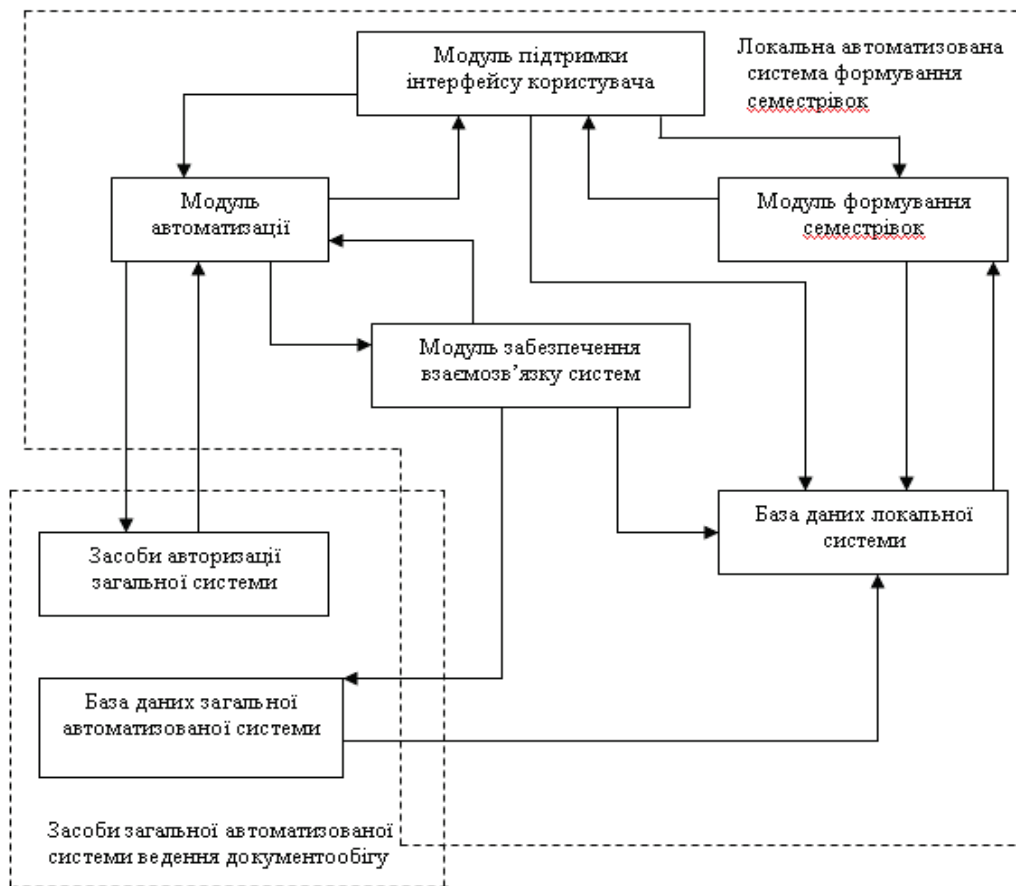 Модуль підтримки
інтерфейсу користувача
Локальна автоматизована
система формування
семестрівок
Модуль
автоматизації
Модуль формування
семестрівок
Модуль забезпечення
взаємозв’язку систем
База даних локальної
системи
Засоби авторизації
загальної системи
База даних загальної
автоматизованої системи
Засоби загальної автоматизованої
системи ведення документообігу